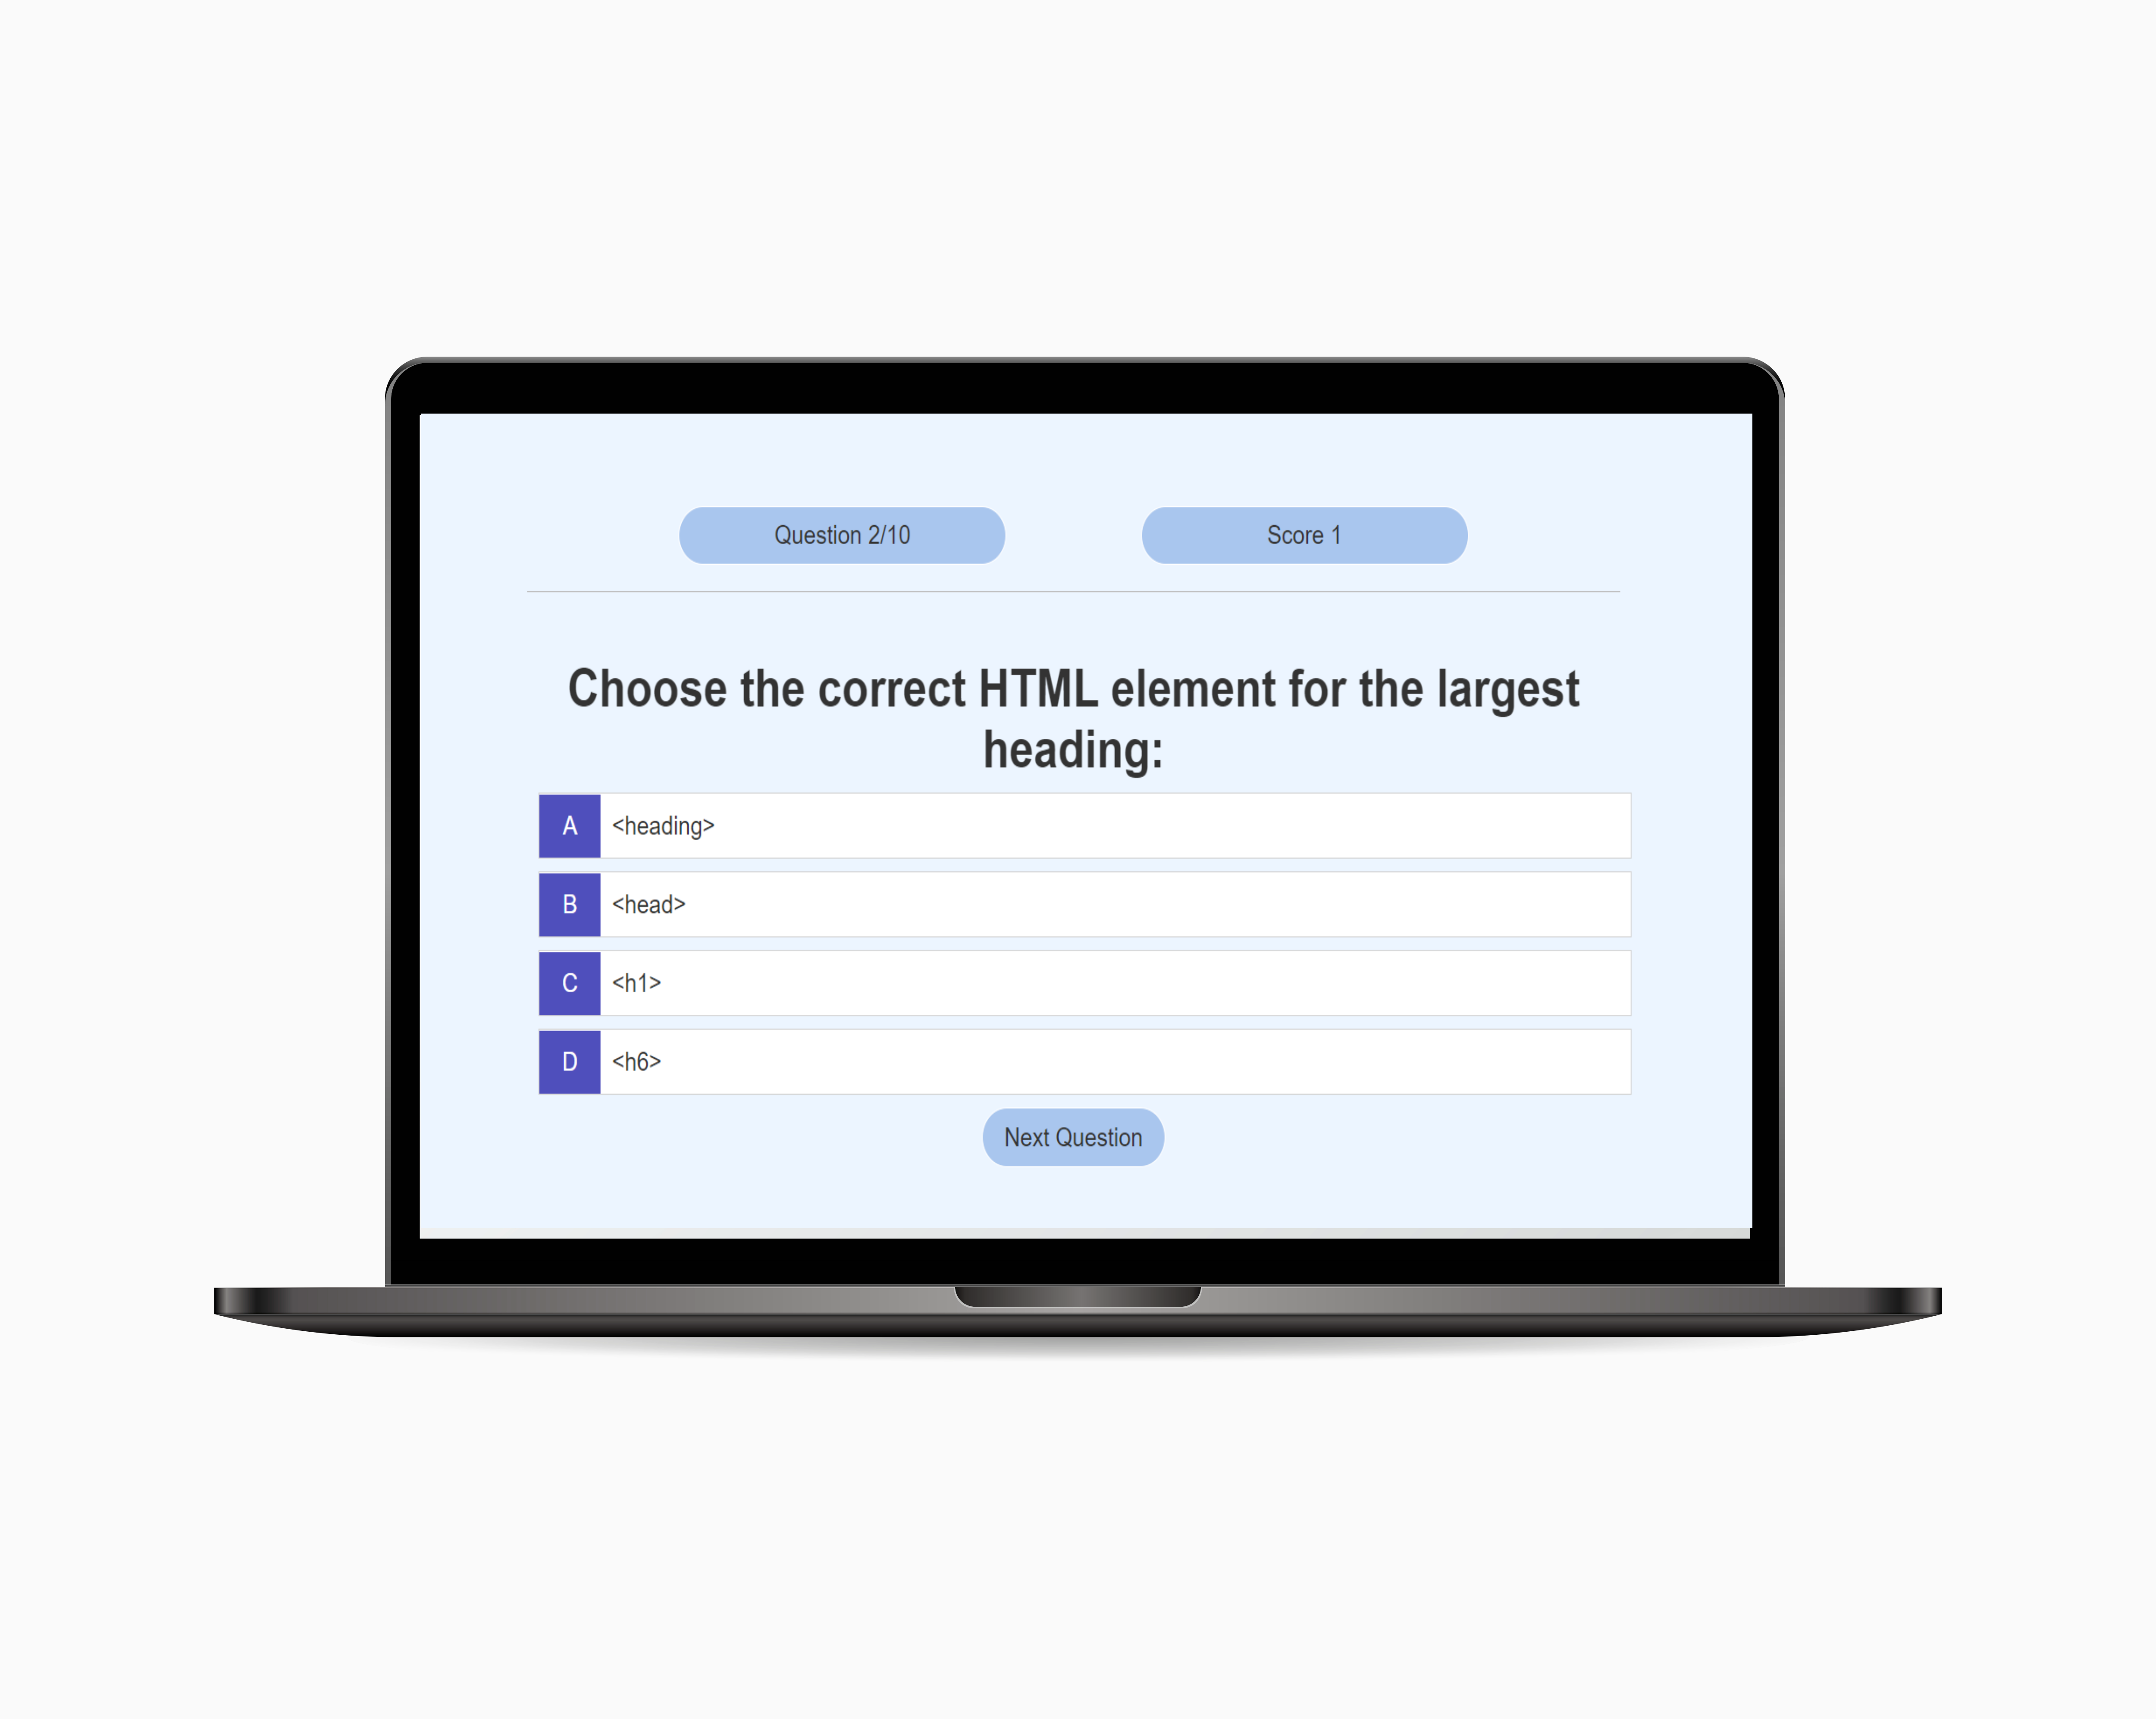 Question 2/10
Score 1
Choose the correct HTML element for the largest
heading:
A <heading>
B <head>
C <h1>
D <h6>
Next Question